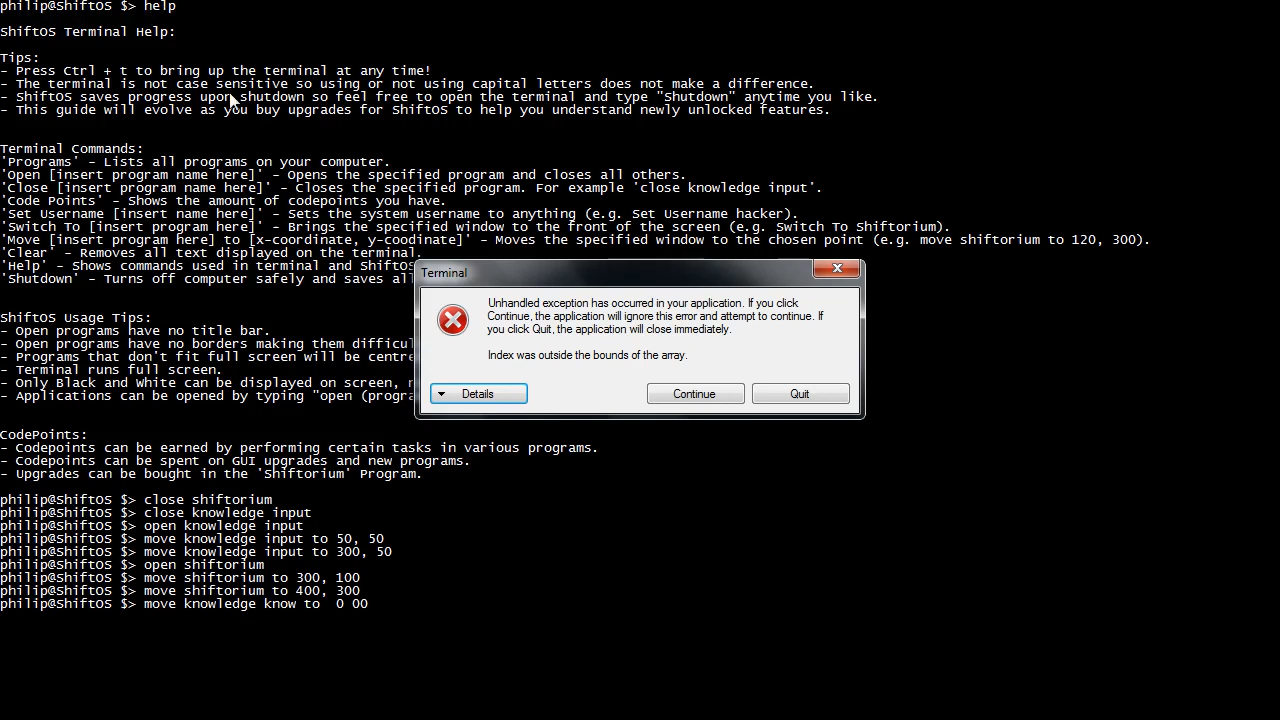 philip@ShiftOS $> help
ShiftOS Terminal Help:
Tips:
- Press Ctrl + t to bring up the terminal at any time!
- The terminal is not case sensitive so using or not using capital letters does not make a difference.
- ShiftOS saves progress upon shutdown so feel free to open the terminal and type "Shutdown" anytime you like.
- This guide will evolve as you buy upgrades for ShiftOS to help you understand newly unlocked features.
Terminal Commands:
'Programs' - Lists all programs on your computer.
'Open [insert program name here]' - Opens the specified program and closes all others.
'Close [insert program name here]' - Closes the specified program. For example 'close knowledge input'.
'Code Points' - Shows the amount of codepoints you have.
'Set Username [insert name here]' - Sets the system username to anything (e.g. Set Username hacker).
'Switch To [insert program name here]' - Brings the specified window to the front of the screen (e.g. Switch To Shiftorium).
'Move [insert program here] to [x-coordinate, y-coodinate]' - Moves the specified window to the chosen point (e.g. move shiftorium to 120, 300).
'Clear' - Removes all text displayed on the terminal.
'Help' - Shows commands used in terminal and ShiftOS
'Shutdown' - Turns off computer safely and saves all
ShiftOS Usage Tips:
- Open programs have no title bar.
- Open programs have no borders making them difficul
- Programs that don't fit full screen will be centre
- Terminal runs full screen.
- Only Black and White can be displayed on screen,
- Applications can be opened by typing "open (progra
CodePoints:
- Codepoints can be earned by performing certain tasks in various programs.
- Codepoints can be spent on GUI upgrades and new programs.
- Upgrades can be bought in the 'Shiftorium' Program.
philip@ShiftOS $> close shiftorium
philip@ShiftOS $> close knowledge input
philip@ShiftOS $> open knowledge input
philip@ShiftOS $> move knowledge input to 50, 50
philip@ShiftOS $> move knowledge input to 300, 50
philip@ShiftOS $> open shiftorium
philip@ShiftOS $> move shiftorium to 300, 100
philip@ShiftOS $> move shiftorium to 400, 300
philip@ShiftOS $> move knowledge know to  0 00
Terminal
Unhandled exception has occurred in your application. If you click
Continue, the application will ignore this error and attempt to continue. If
you click Quit, the application will close immediately.
Index was outside the bounds of the array.
Details
Continue
Quit